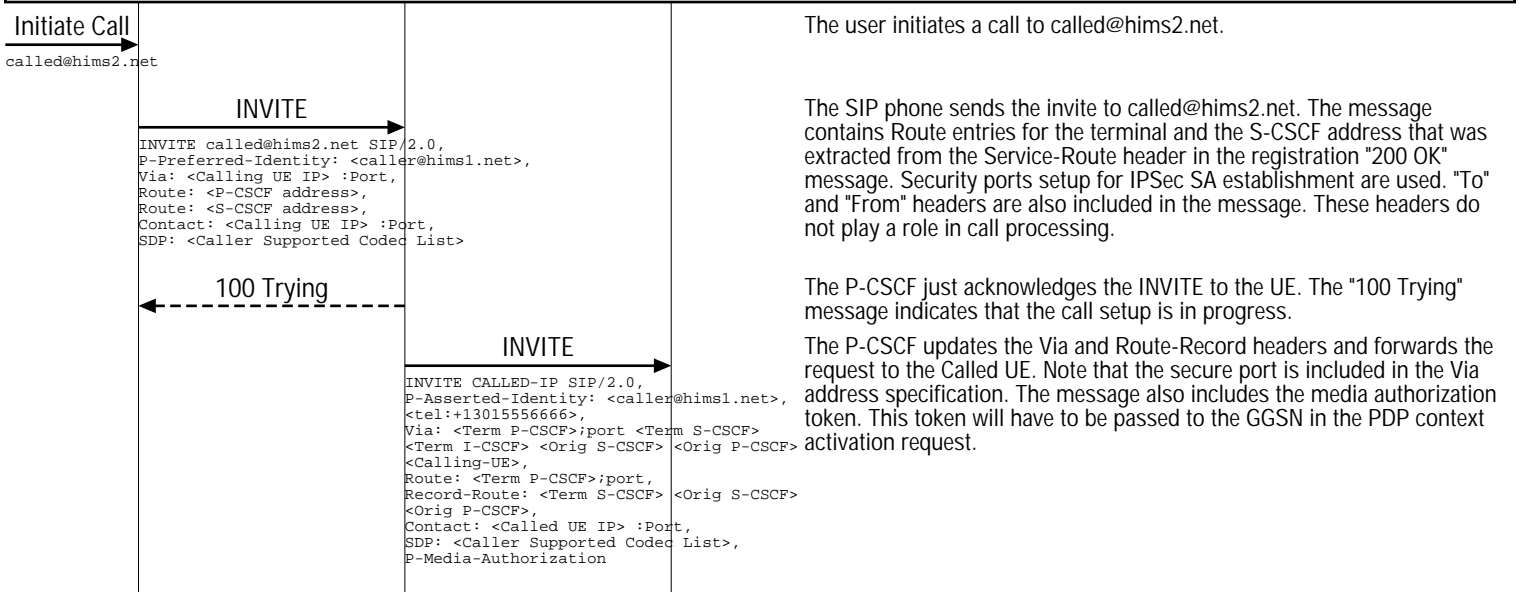 Initiate Call
called@hims2.net
The user initiates a call to called@hims2.net.
INVITE
INVITE called@hims2.net SIP/2.0,
P-Preferred-Identity: <caller@hims1.net>,
Via: <Calling UE IP> :Port,
Route: <P-CSCF address>,
Route: <S-CSCF address>,
Contact: <Calling UE IP> :Port,
SDP: <Caller Supported Codec List>
The SIP phone sends the invite to called@hims2.net. The message
contains Route entries for the terminal and the S-CSCF address that was
extracted from the Service-Route header in the registration "200 OK"
message. Security ports setup for IPSec SA establishment are used. "To"
and "From" headers are also included in the message. These headers do
not play a role in call processing.
100 Trying
The P-CSCF just acknowledges the INVITE to the UE. The "100 Trying"
message indicates that the call setup is in progress.
INVITE
INVITE CALLED-IP SIP/2.0,
P-Asserted-Identity: <caller@hims1.net>,
<tel:+13015556666>,
Via: <Term P-CSCF>;port <Term S-CSCF>
<Term I-CSCF> <Orig S-CSCF> <Orig P-CSCF>
<Calling-UE>,
Route: <Term P-CSCF>;port,
Record-Route: <Term S-CSCF> <Orig S-CSCF>
<Orig P-CSCF>,
Contact: <Called UE IP> :Port,
SDP: <Caller Supported Codec List>,
P-Media-Authorization
The P-CSCF updates the Via and Route-Record headers and forwards the
request to the Called UE. Note that the secure port is included in the Via
address specification. The message also includes the media authorization
token. This token will have to be passed to the GGSN in the PDP context
activation request.